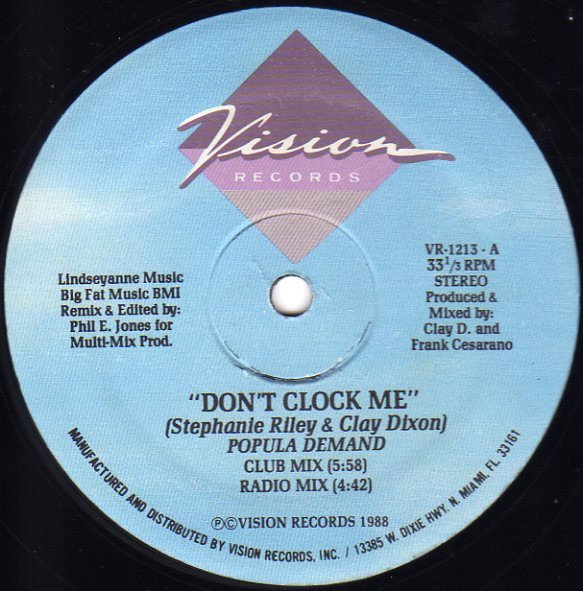 Vision
RECORDS
Lindseyanne Music
Big Fat Music BMI
Remix & Edited by:
Phil E. Jones for
Multi-Mix Prod.
VR-1213 - A
33 1/3 RPM
STEREO
Produced &
Mixed by:
Clay D. and
Frank Cesarano
"DON'T CLOCK ME"
(Stephanie Riley & Clay Dixon)
POPULA DEMAND
CLUB MIX (5:58)
RADIO MIX (4:42)
ⓅⒸVISION RECORDS 1988
MANUFACTURED AND DISTRIBUTED BY VISION RECORDS, INC. / 13385 W. DIXIE HWY. N. MIAMI, FL 33161